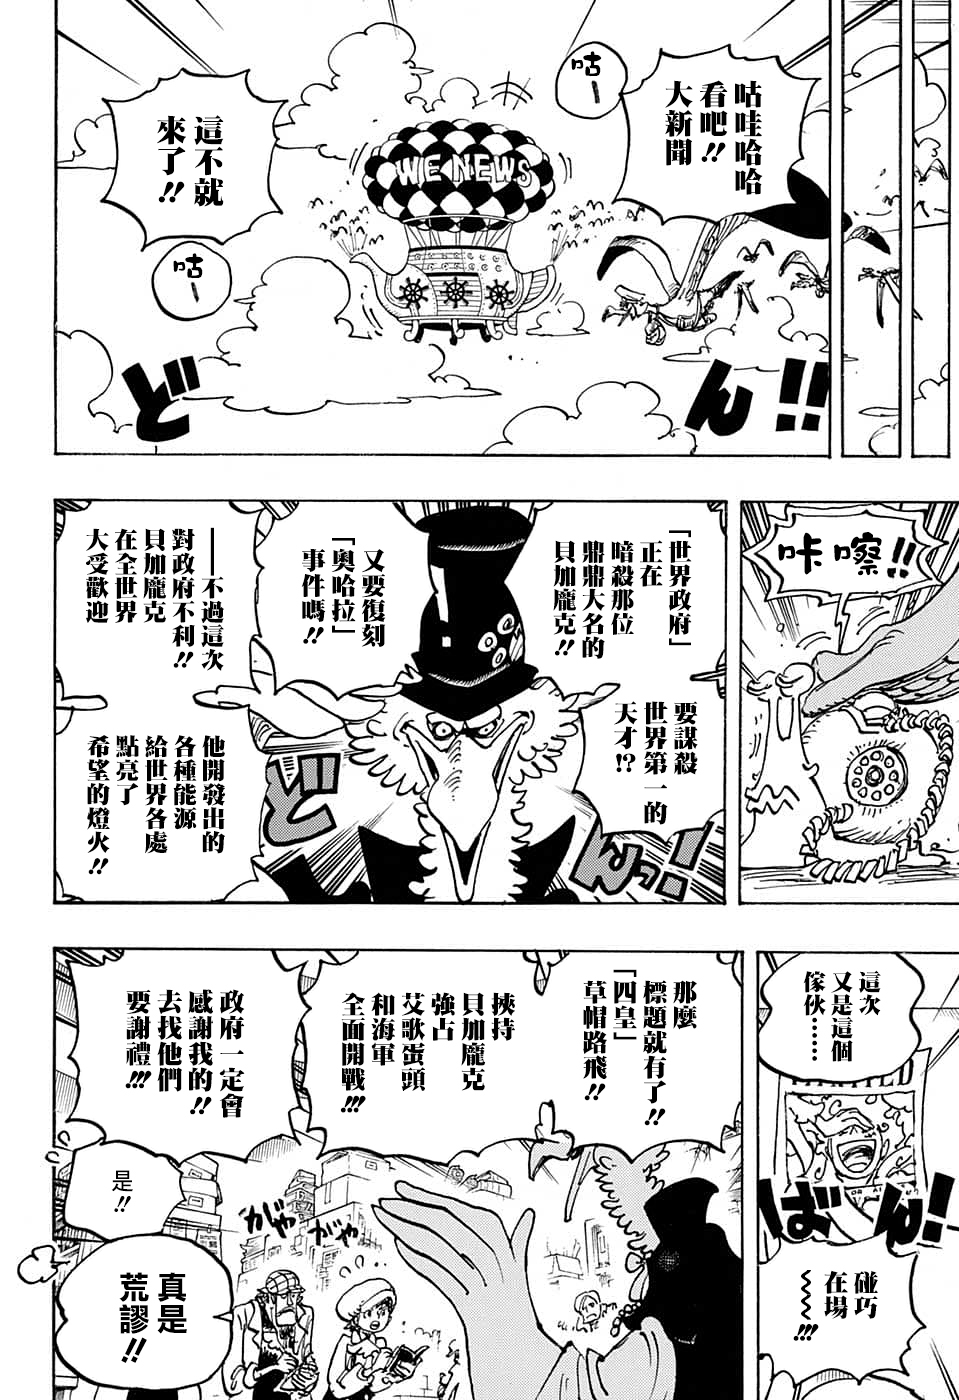 咕哇哈哈
看吧!!
大新聞
咕ー
WE NEWS
這不就
來了!!
咕ー
どん!!
咔嚓!!
「世界政府」
正在
暗殺那位
鼎鼎大名的
貝加龐克!!
要謀殺
世界第一的
天才!?
又要復刻
「奧哈拉」
事件嗎!!
──不過這次
對政府不利!!
貝加龐克
在全世界
大受歡迎
他開發出的
各種能源
給世界各處
點亮了
希望的燈火!!
どんっ!
這次
又是這個
傢伙……
WANTED
ばん!
碰巧
在場
～～!!!
那麼
標題就有了!!
「四皇」
草帽路飛!!
挾持
貝加龐克
強占
艾歌蛋頭
和海軍
全面開戰!!!
政府一定會
感謝我的!!
去找他們
要謝禮!!!
是!!
ガヤ
ガヤ
真是
荒謬!!